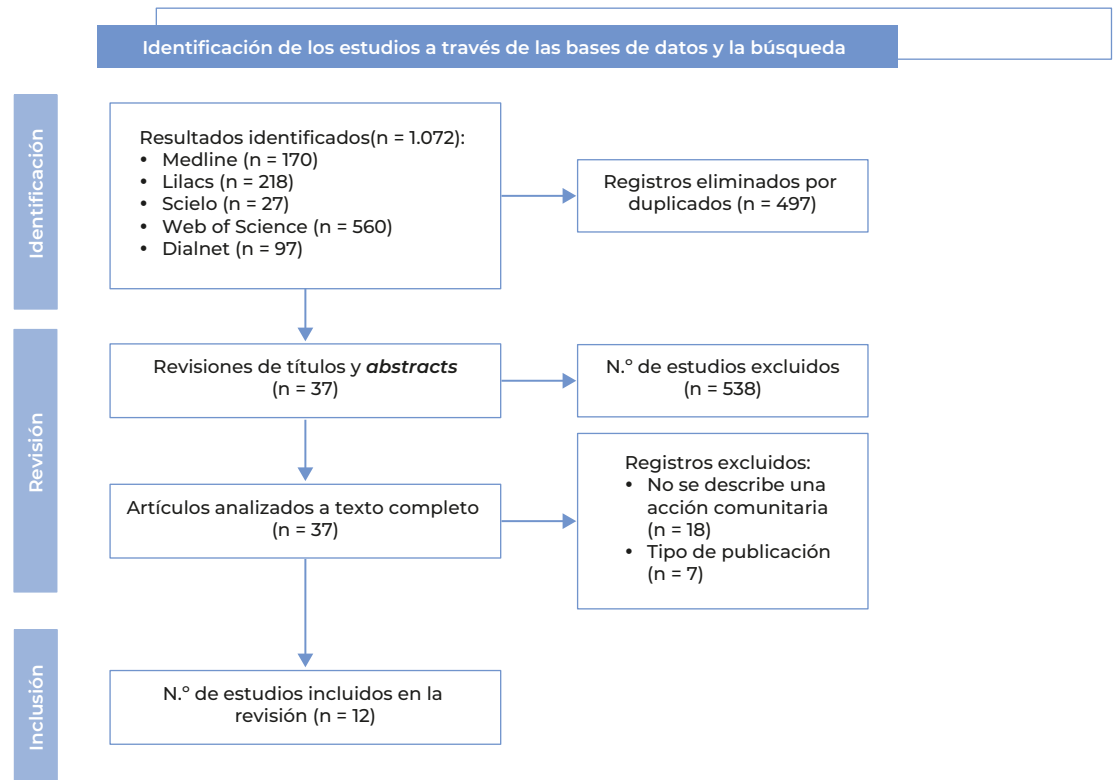 Identificación de los estudios a través de las bases de datos y la búsqueda
Identificación
Resultados identificados(n = 1.072):
• Medline (n = 170)
• Lilacs (n = 218)
• Scielo (n = 27)
• Web of Science (n = 560)
• Dialnet (n = 97)
Registros eliminados por
duplicados (n = 497)
Revisión
Revisiones de títulos y abstracts
(n = 37)
N.º de estudios excluidos
(n = 538)
Artículos analizados a texto completo
(n = 37)
Registros excluidos:
• No se describe una
acción comunitaria
(n = 18)
• Tipo de publicación
(n = 7)
Inclusión
N.º de estudios incluidos en la
revisión (n = 12)